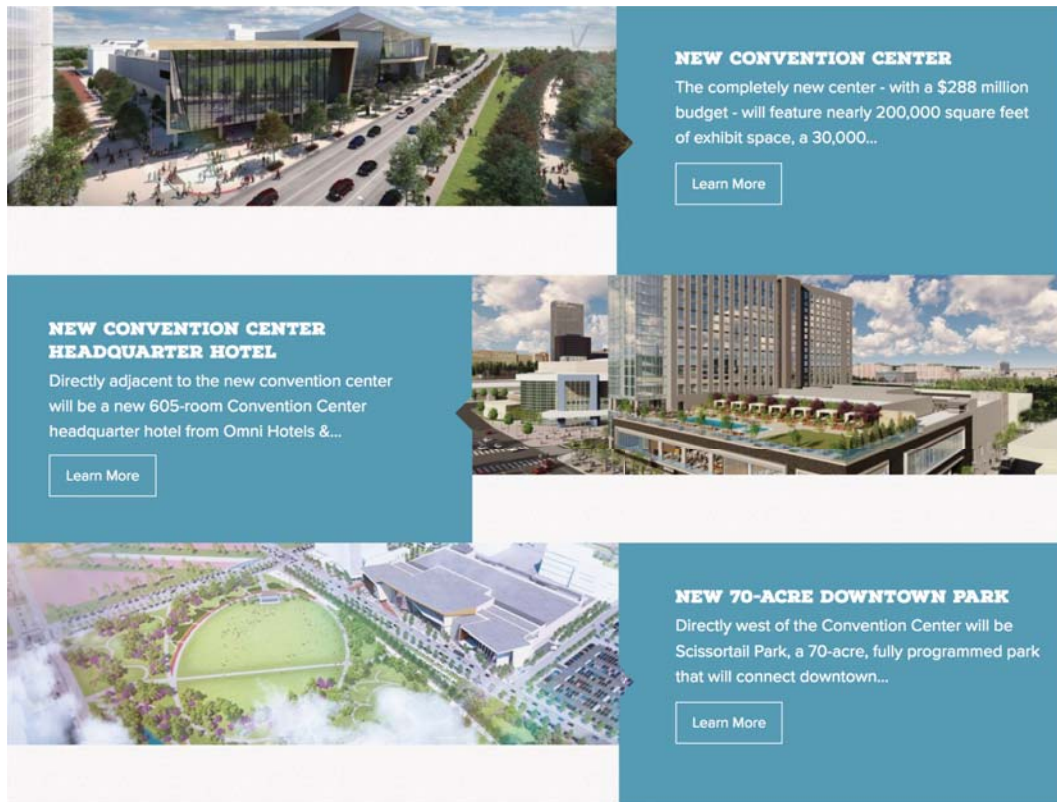 NEW CONVENTION CENTER
The completely new center - with a $288 million
budget - will feature nearly 200,000 square feet
of exhibit space, a 30,000...
Learn More
NEW CONVENTION CENTER
HEADQUARTER HOTEL
Directly adjacent to the new convention center
will be a new 605-room Convention Center
headquarter hotel from Omni Hotels &...
Learn More
NEW 70-ACRE DOWNTOWN PARK
Directly west of the Convention Center will be
Scissortail Park, a 70-acre, fully programmed park
that will connect downtown...
Learn More